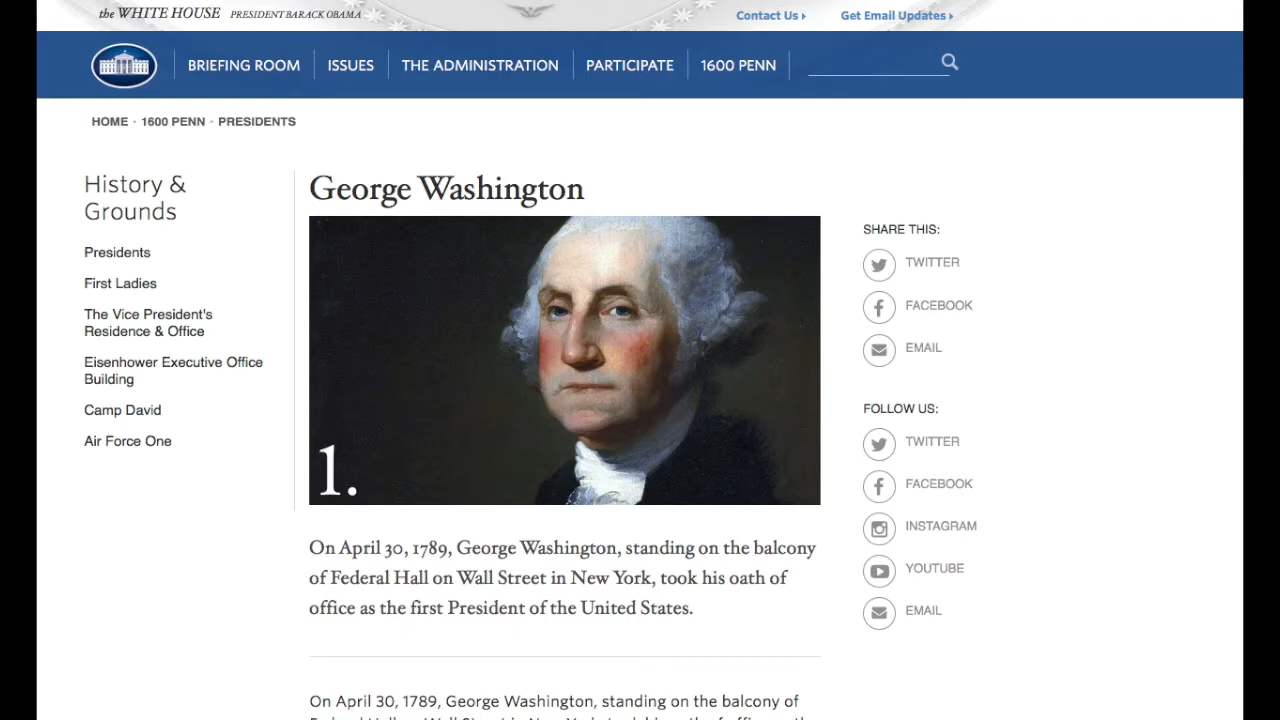 the WHITE HOUSE PRESIDENT BARACK OBAMA
Contact Us
Get Email Updates
BRIEFING ROOM
ISSUES
THE ADMINISTRATION
PARTICIPATE
1600 PENN
HOME · 1600 PENN · PRESIDENTS
History &
Grounds
Presidents
First Ladies
The Vice President's
Residence & Office
Eisenhower Executive Office
Building
Camp David
Air Force One
George Washington
1.
On April 30, 1789, George Washington, standing on the balcony
of Federal Hall on Wall Street in New York, took his oath of
office as the first President of the United States.
On April 30, 1789, George Washington, standing on the balcony of
SHARE THIS:
TWITTER
FACEBOOK
EMAIL
FOLLOW US:
TWITTER
FACEBOOK
INSTAGRAM
YOUTUBE
EMAIL